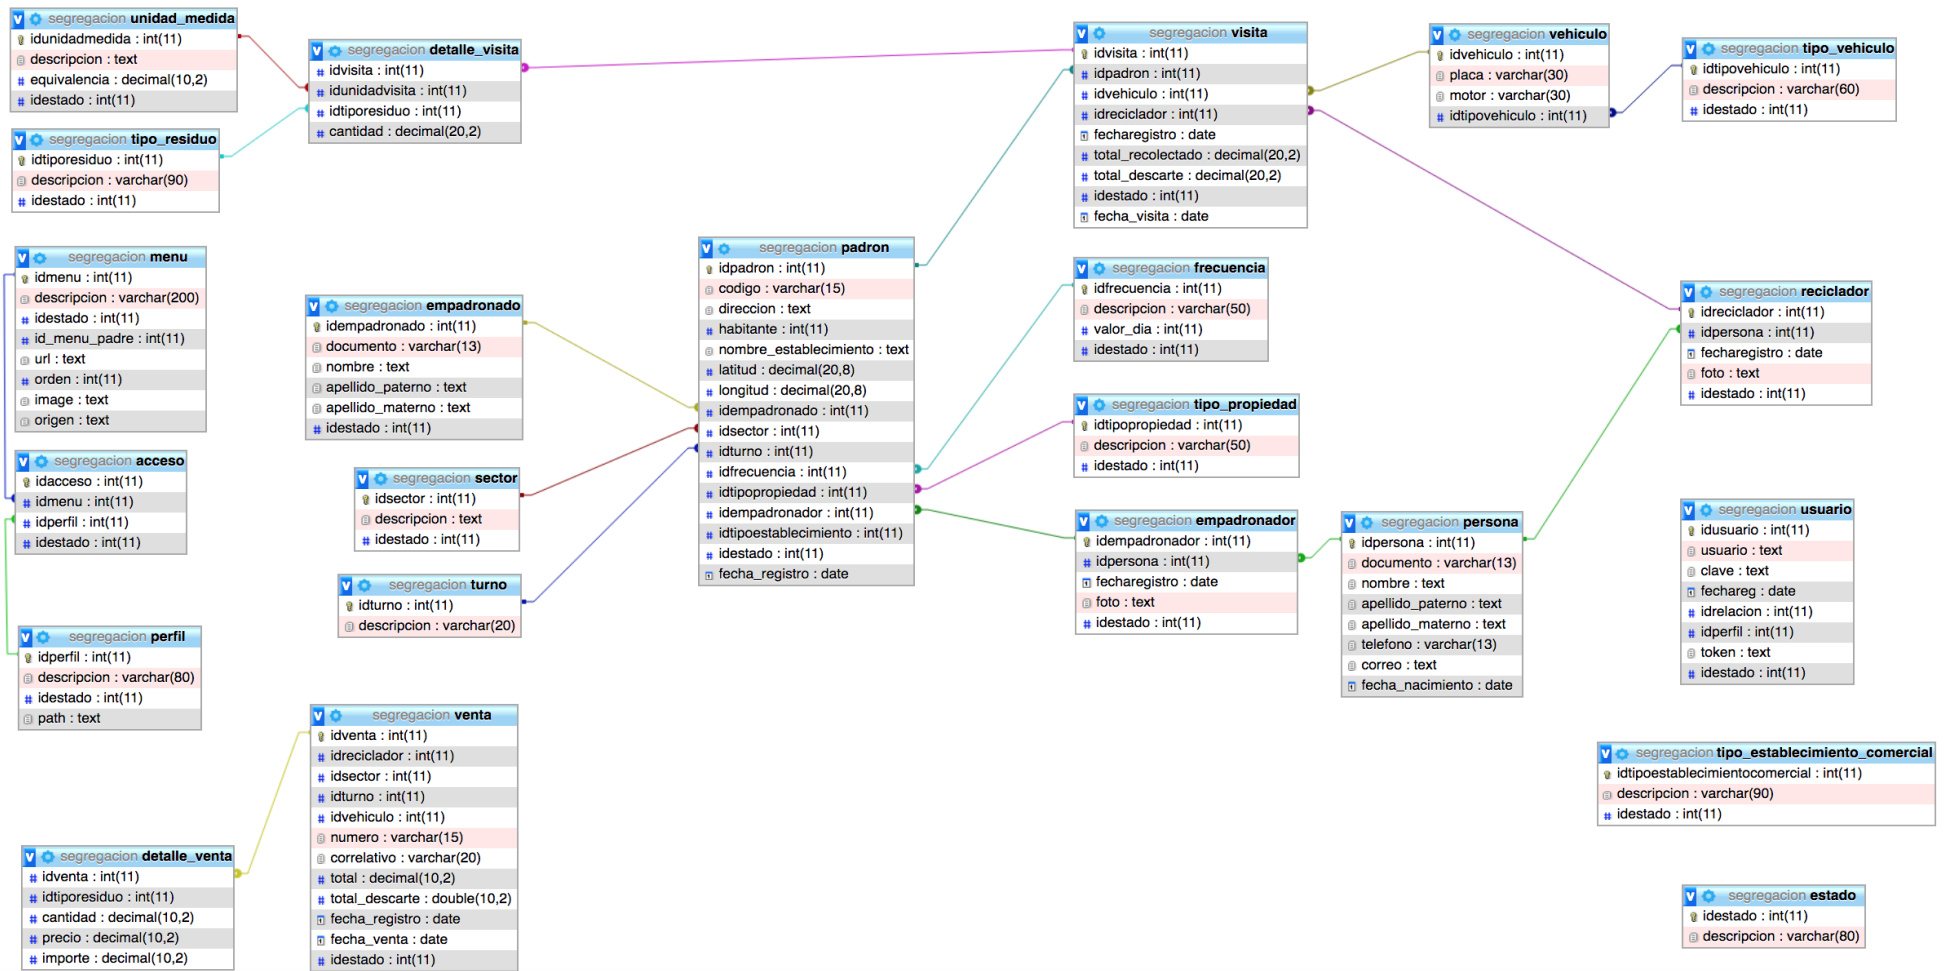 segregacion unidad_medida
idunidadmedida : int(11)
descripcion : text
equivalencia : decimal(10,2)
idestado : int(11)
segregacion detalle_visita
idvisita : int(11)
idunidadvisita : int(11)
idtiporesiduo : int(11)
cantidad : decimal(20,2)
segregacion visita
idvisita : int(11)
idpadron : int(11)
idvehiculo : int(11)
idreciclador : int(11)
fecharegistro : date
total_recolectado : decimal(20,2)
total_descarte : decimal(20,2)
idestado : int(11)
fecha_visita : date
segregacion vehiculo
idvehiculo : int(11)
placa : varchar(30)
motor : varchar(30)
idtipovehiculo : int(11)
segregacion tipo_vehiculo
idtipovehiculo : int(11)
descripcion : varchar(60)
idestado : int(11)
segregacion tipo_residuo
idtiporesiduo : int(11)
descripcion : varchar(90)
idestado : int(11)
segregacion menu
idmenu : int(11)
descripcion : varchar(200)
idestado : int(11)
id_menu_padre : int(11)
url : text
orden : int(11)
image : text
origen : text
segregacion empadronado
idempadronado : int(11)
documento : varchar(13)
nombre : text
apellido_paterno : text
apellido_materno : text
idestado : int(11)
segregacion padron
idpadron : int(11)
codigo : varchar(15)
direccion : text
habitante : int(11)
nombre_establecimiento : text
latitud : decimal(20,8)
longitud : decimal(20,8)
idempadronado : int(11)
idsector : int(11)
idturno : int(11)
idfrecuencia : int(11)
idtipopropiedad : int(11)
idempadronador : int(11)
idtipoestablecimiento : int(11)
idestado : int(11)
fecha_registro : date
segregacion frecuencia
idfrecuencia : int(11)
descripcion : varchar(50)
valor_dia : int(11)
idestado : int(11)
segregacion reciclador
idreciclador : int(11)
idpersona : int(11)
fecharegistro : date
foto : text
idestado : int(11)
segregacion tipo_propiedad
idtipopropiedad : int(11)
descripcion : varchar(50)
idestado : int(11)
segregacion acceso
idacceso : int(11)
idmenu : int(11)
idperfil : int(11)
idestado : int(11)
segregacion sector
idsector : int(11)
descripcion : text
idestado : int(11)
segregacion turno
idturno : int(11)
descripcion : varchar(20)
segregacion empadronador
idempadronador : int(11)
idpersona : int(11)
fecharegistro : date
foto : text
idestado : int(11)
segregacion persona
idpersona : int(11)
documento : varchar(13)
nombre : text
apellido_paterno : text
apellido_materno : text
telefono : varchar(13)
correo : text
fecha_nacimiento : date
segregacion usuario
idusuario : int(11)
usuario : text
clave : text
fechareg : date
idrelacion : int(11)
idperfil : int(11)
token : text
idestado : int(11)
segregacion perfil
idperfil : int(11)
descripcion : varchar(80)
idestado : int(11)
path : text
segregacion venta
idventa : int(11)
idreciclador : int(11)
idsector : int(11)
idturno : int(11)
idvehiculo : int(11)
numero : varchar(15)
correlativo : varchar(20)
total : decimal(10,2)
total_descarte : double(10,2)
fecha_registro : date
fecha_venta : date
idestado : int(11)
segregacion tipo_establecimiento_comercial
idtipoestablecimientocomercial : int(11)
descripcion : varchar(90)
idestado : int(11)
segregacion detalle_venta
idventa : int(11)
idtiporesiduo : int(11)
cantidad : decimal(10,2)
precio : decimal(10,2)
importe : decimal(10,2)
segregacion estado
idestado : int(11)
descripcion : varchar(80)